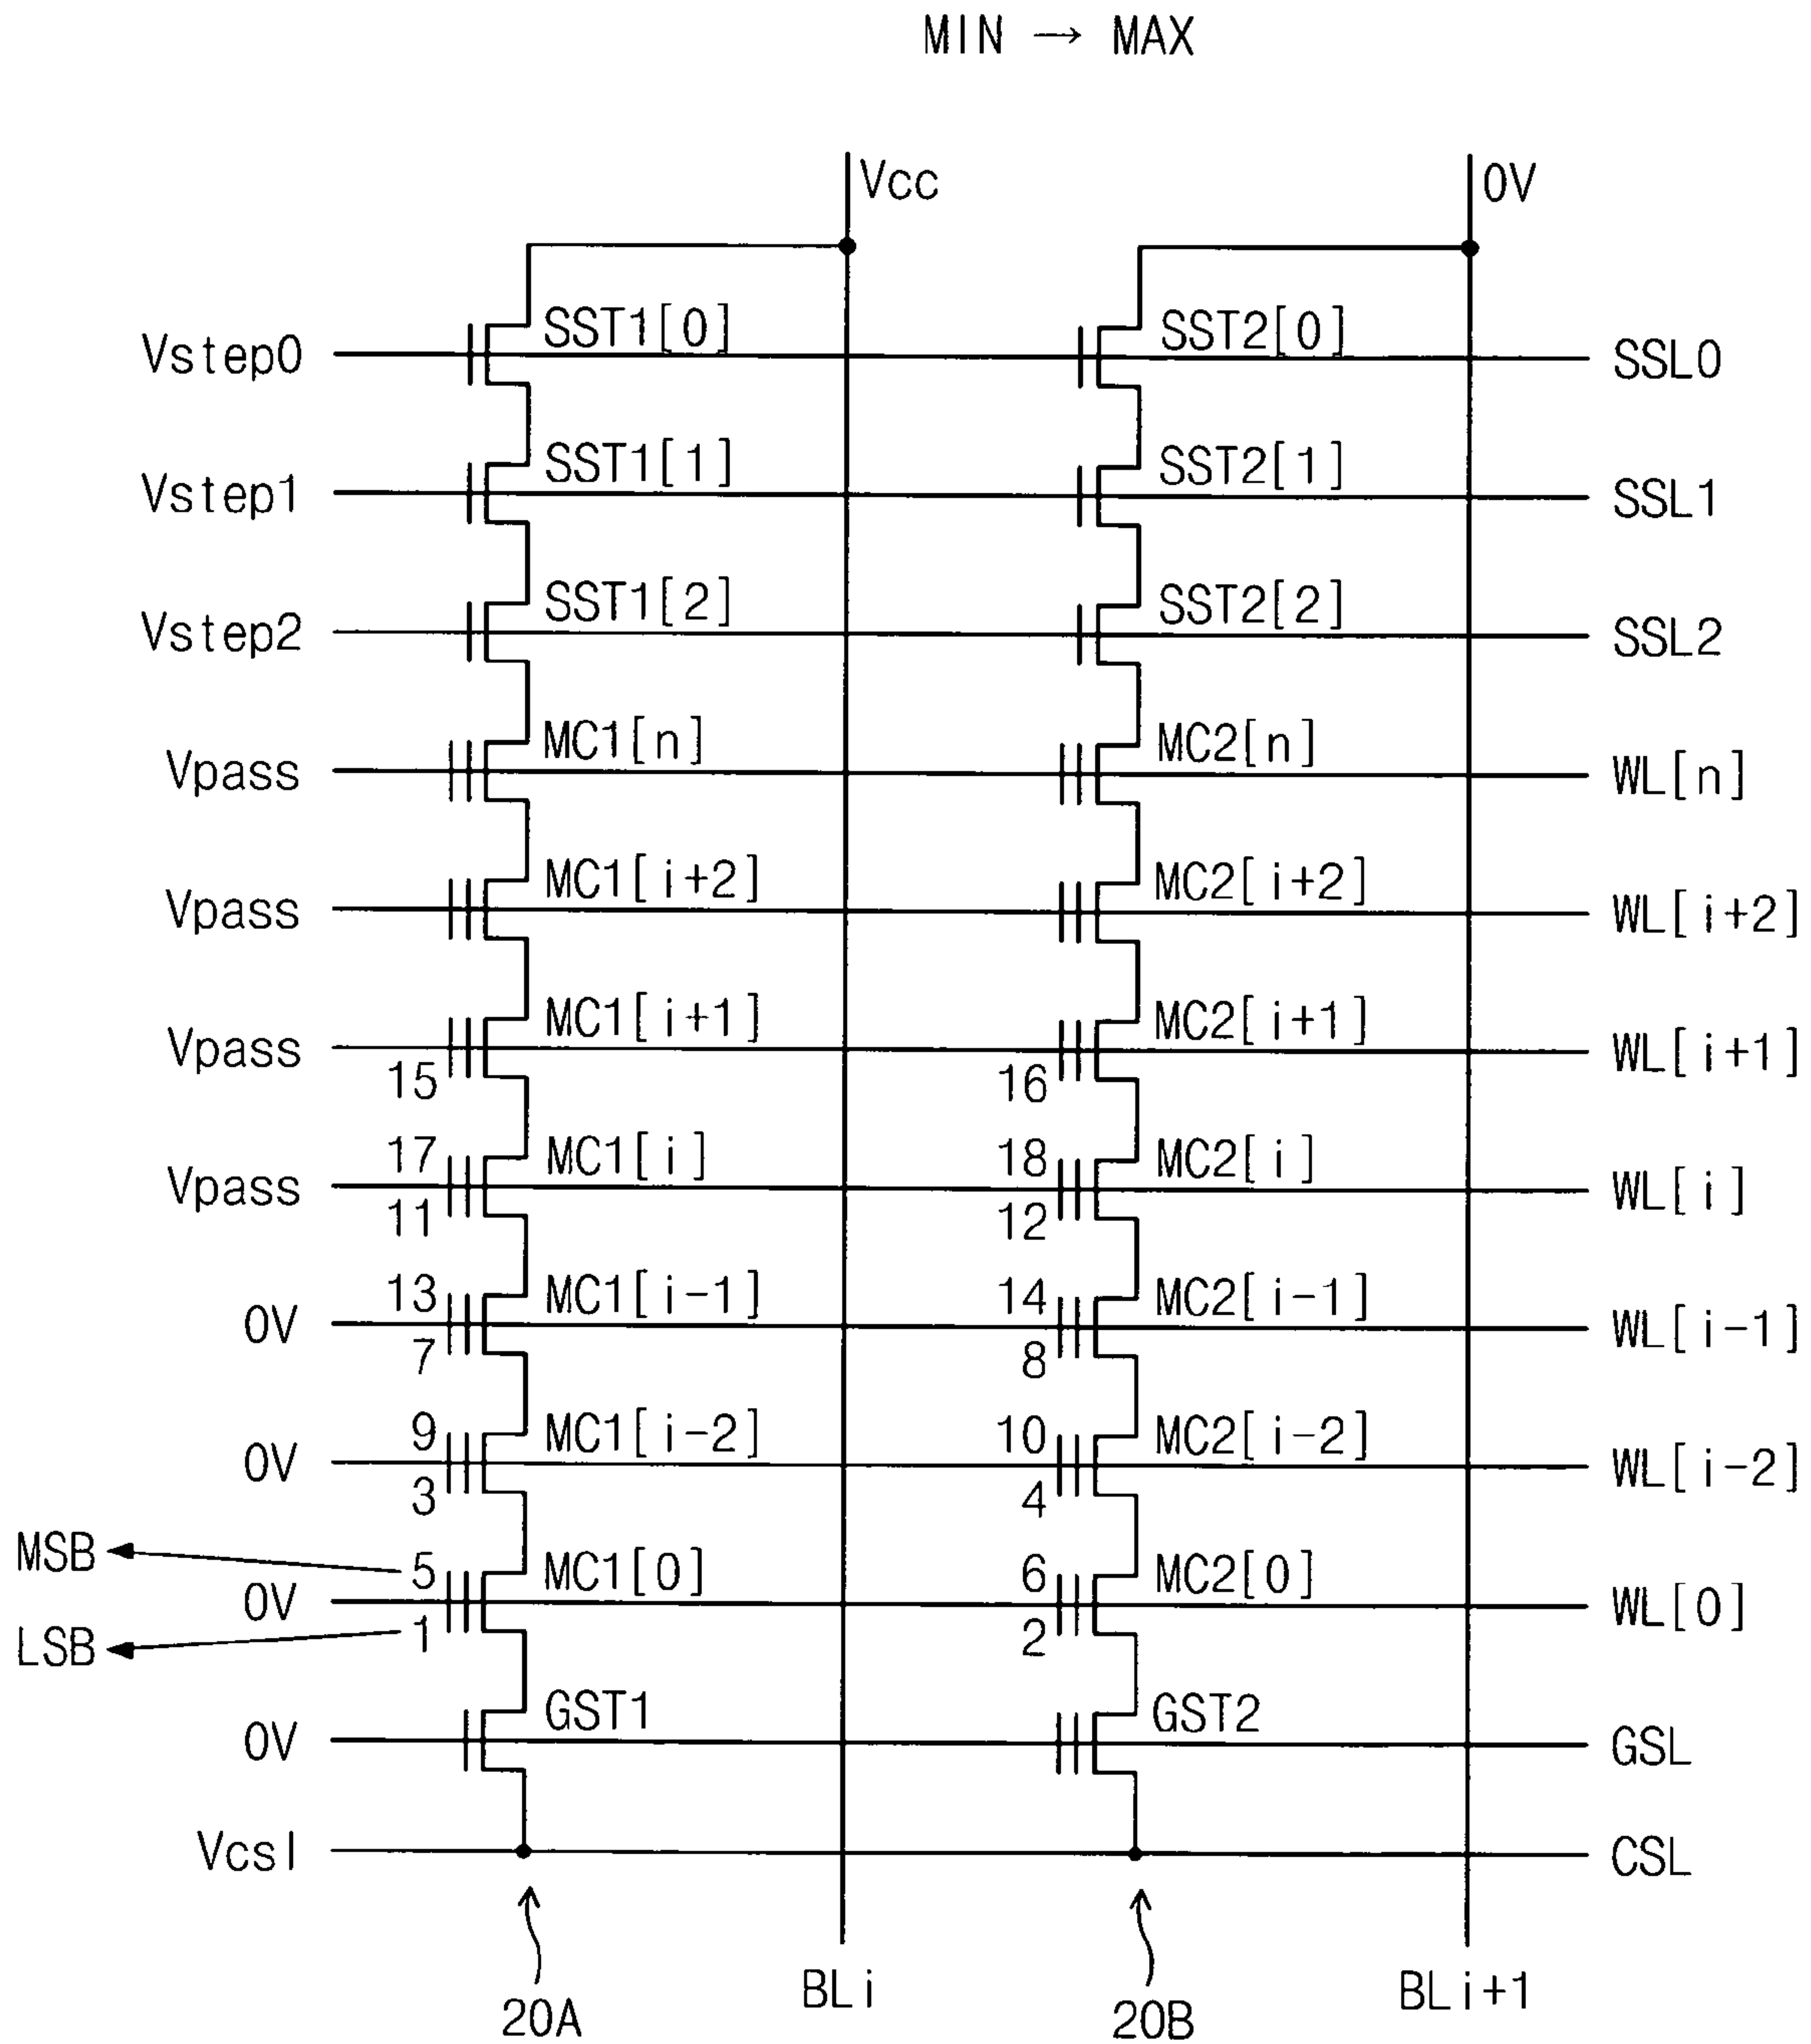 MIN → MAX
Vcc 0V
SST1[0] SST2[0]
Vstep0 SSL0
SST1[1] SST2[1]
Vstep1 SSL1
SST1[2] SST2[2]
Vstep2 SSL2
MC1[n] MC2[n]
Vpass WL[n]
MC1[i+2] MC2[i+2]
Vpass WL[i+2]
MC1[i+1] MC2[i+1]
Vpass WL[i+1]
15 16
17 MC1[i] 18 MC2[i]
Vpass WL[i]
11 12
13 MC1[i-1] 14 MC2[i-1]
0V WL[i-1]
7 8
9 MC1[i-2] 10 MC2[i-2]
0V WL[i-2]
3 4
MSB 5 MC1[0] 6 MC2[0]
0V WL[0]
LSB 1 2
GST1 GST2
0V GSL
Vcsl CSL
BLi BLi+1
20A 20B